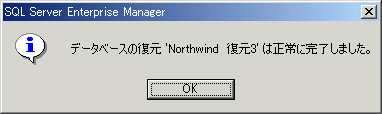 SQL Server Enterprise Manager
データベースの復元 'Northwind　復元3' は正常に完了しました。
OK